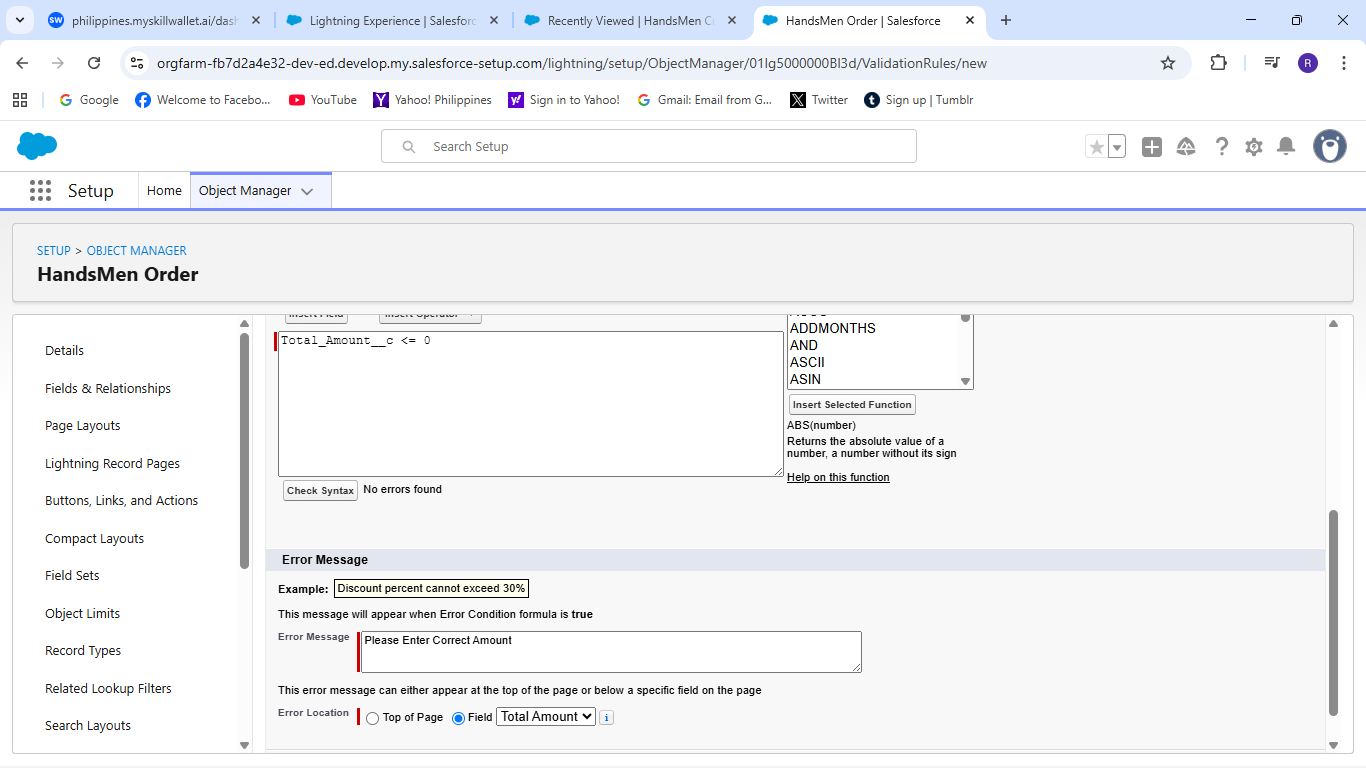 philippines.myskillwallet.ai/dash
Lightning Experience | Salesforc
Recently Viewed | HandsMen O
HandsMen Order | Salesforce
orgfarm-fb7d2a4e32-dev-ed.develop.my.salesforce-setup.com/lightning/setup/ObjectManager/01lg5000000Bl3d/ValidationRules/new
R
Google
Welcome to Facebo...
YouTube
Yahoo! Philippines
Sign in to Yahoo!
Gmail: Email from G...
Twitter
Sign up | Tumblr
Search Setup
Setup
Home
Object Manager
SETUP > OBJECT MANAGER
HandsMen Order
Details
Fields & Relationships
Page Layouts
Lightning Record Pages
Buttons, Links, and Actions
Compact Layouts
Field Sets
Object Limits
Record Types
Related Lookup Filters
Search Layouts
Insert Field
Insert Operator
Total_Amount__c <= 0
ACOS
ADDMONTHS
AND
ASCII
ASIN
Insert Selected Function
ABS(number)
Returns the absolute value of a
number, a number without its sign
Help on this function
Check Syntax
No errors found
Error Message
Example: Discount percent cannot exceed 30%
This message will appear when Error Condition formula is true
Error Message
Please Enter Correct Amount
This error message can either appear at the top of the page or below a specific field on the page
Error Location
Top of Page
Field
Total Amount
i